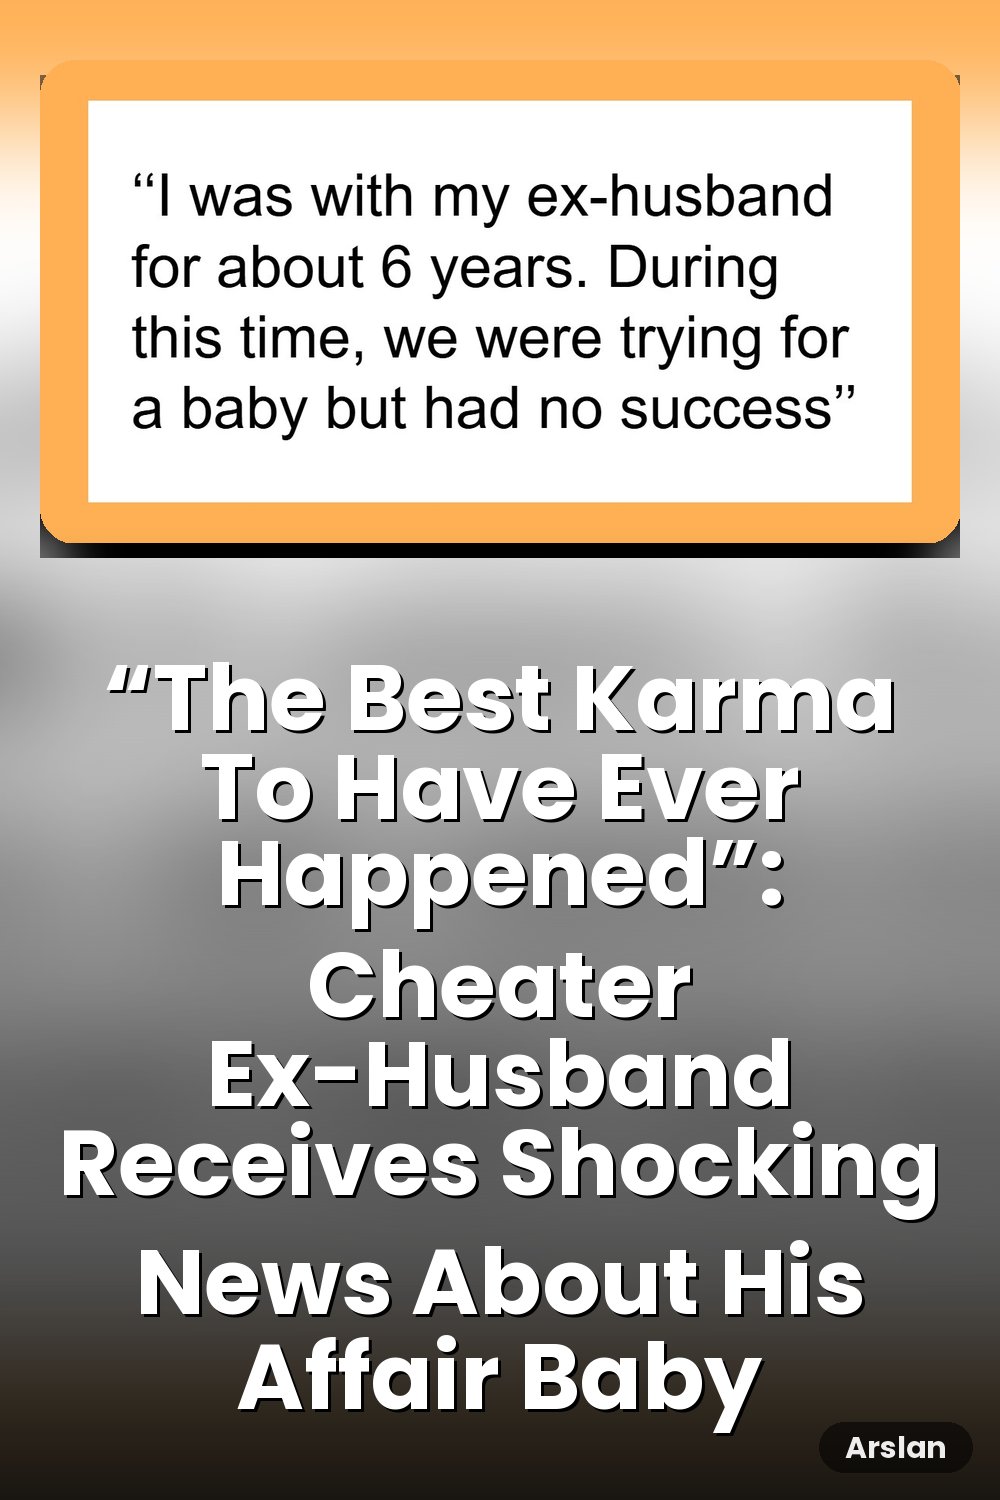 “I was with my ex-husband
for about 6 years. During
this time, we were trying for
a baby but had no success”
“The Best Karma
To Have Ever
Happened”:
Cheater
Ex-Husband
Receives Shocking
News About His
Affair Baby
Arslan